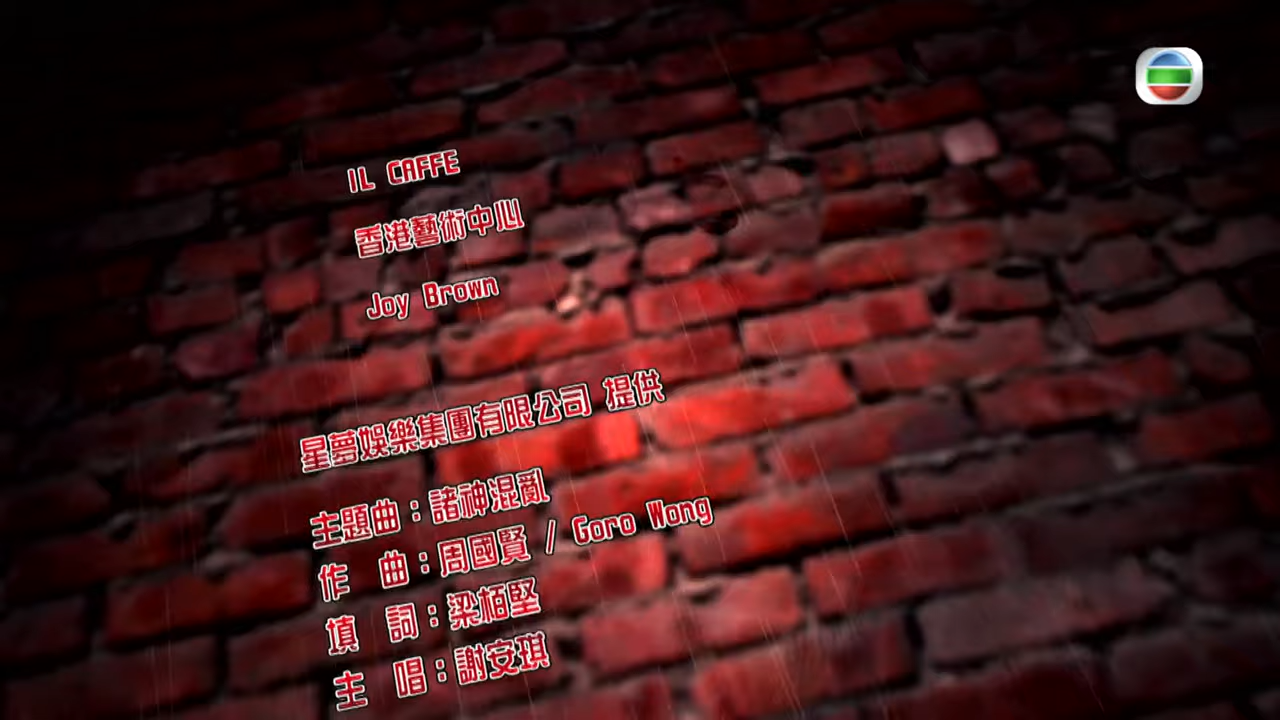 IL CAFFE
香港藝術中心
Joy Brown
星夢娛樂集團有限公司 提供
主題曲：諸神混亂
作 曲：周國賢 / Goro Wong
填 詞：梁栢堅
主 唱：謝安琪